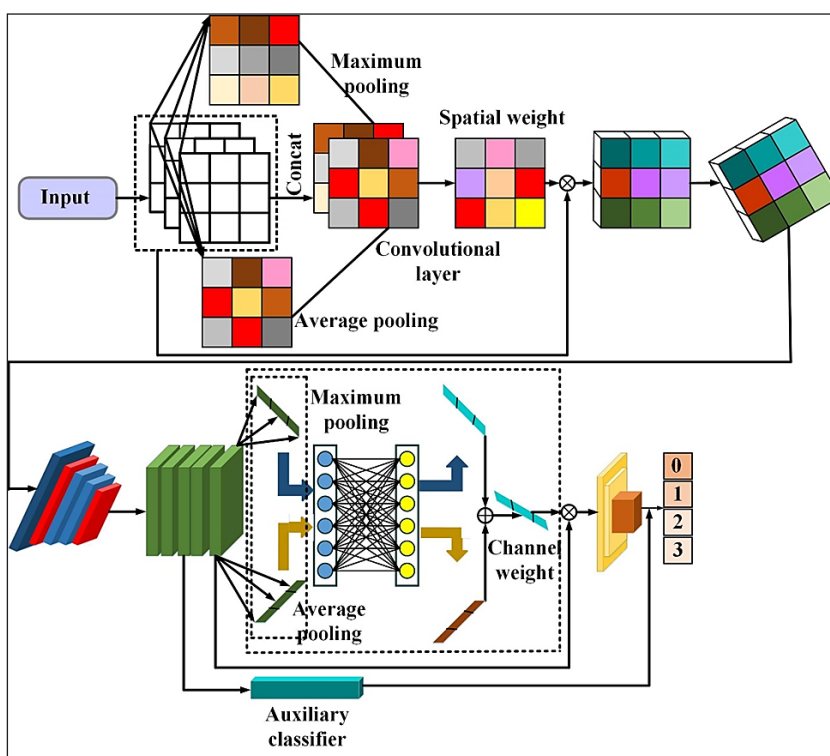 Maximum
pooling
Input
Concat
Spatial weight
Convolutional
layer
Average pooling
Maximum
pooling
Channel
weight
Average
pooling
0
1
2
3
Auxiliary
classifier